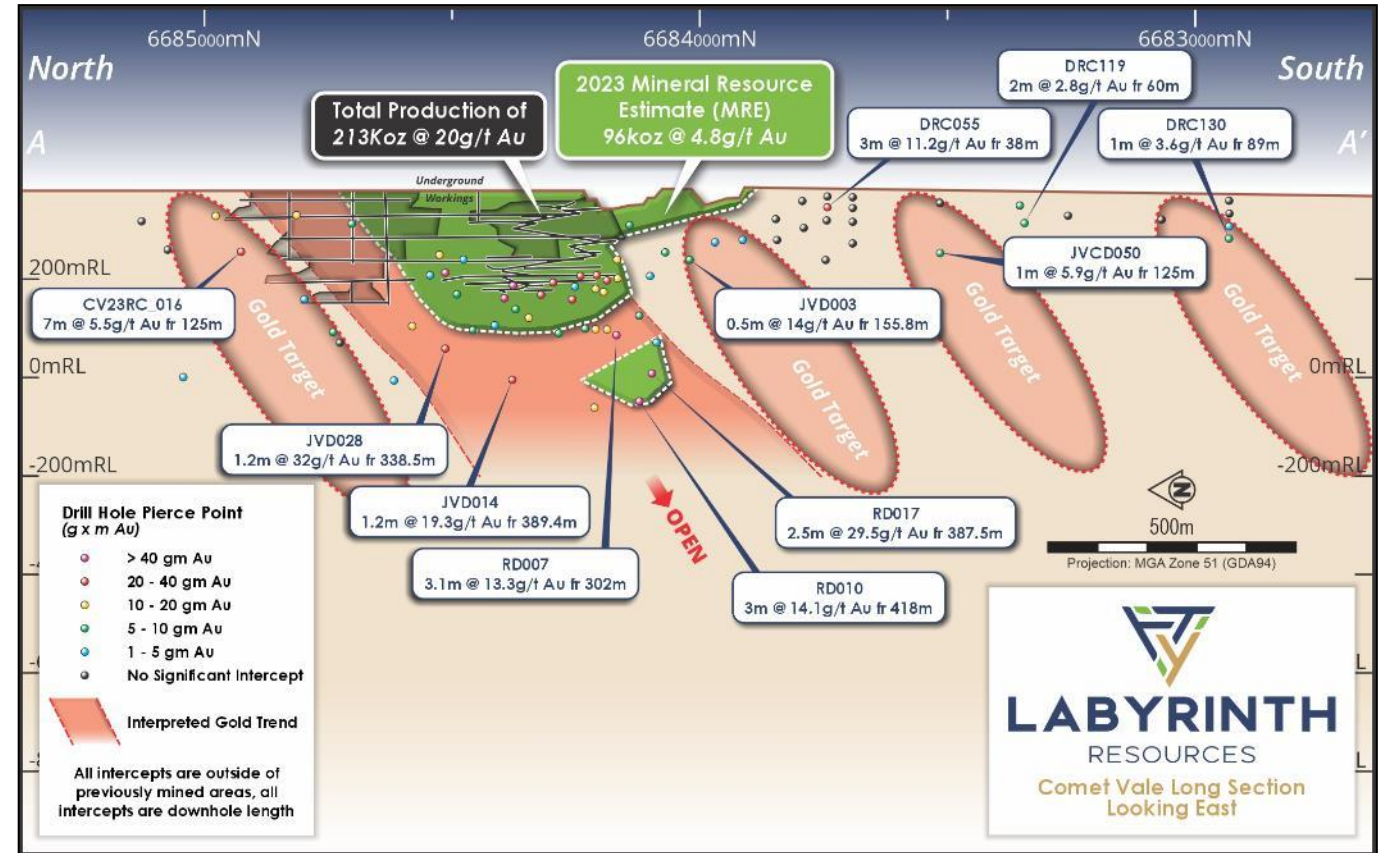 6685000mN
6684000mN
6683000mN
North
South
A
A'
Total Production of
213Koz @ 20g/t Au
2023 Mineral Resource
Estimate (MRE)
96koz @ 4.8g/t Au
DRC119
2m @ 2.8g/t Au fr 60m
DRC055
3m @ 11.2g/t Au fr 38m
DRC130
1m @ 3.6g/t Au fr 89m
Underground
Workings
200mRL
200mRL
CV23RC_016
7m @ 5.5g/t Au fr 125m
JVD003
0.5m @ 14g/t Au fr 155.8m
JVCD050
1m @ 5.9g/t Au fr 125m
Gold Target
Gold Target
Gold Target
Gold Target
0mRL
0mRL
JVD028
1.2m @ 32g/t Au fr 338.5m
-200mRL
-200mRL
JVD014
1.2m @ 19.3g/t Au fr 389.4m
RD007
3.1m @ 13.3g/t Au fr 302m
OPEN
RD017
2.5m @ 29.5g/t Au fr 387.5m
RD010
3m @ 14.1g/t Au fr 418m
N
500m
Projection: MGA Zone 51 (GDA94)
Drill Hole Pierce Point
(g x m Au)
> 40 gm Au
20 - 40 gm Au
10 - 20 gm Au
5 - 10 gm Au
1 - 5 gm Au
No Significant Intercept
Interpreted Gold Trend
All intercepts are outside of
previously mined areas, all
intercepts are downhole length
LABYRINTH
RESOURCES
Comet Vale Long Section
Looking East